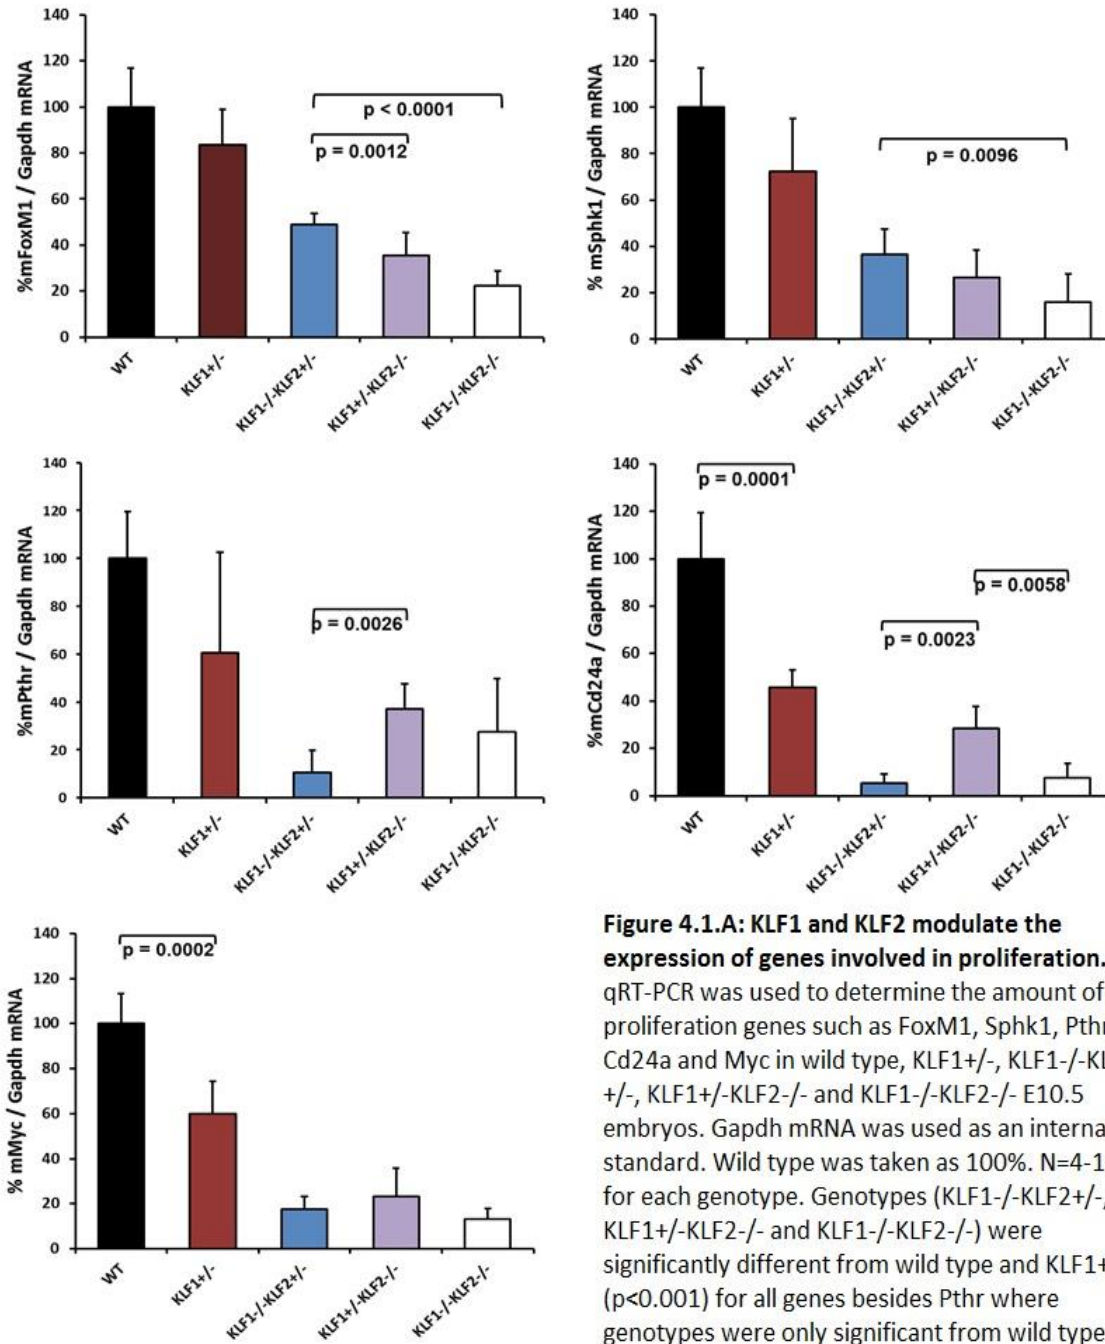 140
120
100
80
60
40
20
0
%mFoxM1 / Gapdh mRNA
p < 0.0001
p = 0.0012
WT
KLF1+/-
KLF1-/-KLF2+/-
KLF1+/-KLF2-/-
KLF1-/-KLF2-/-
140
120
100
80
60
40
20
0
% mSphk1 / Gapdh mRNA
p = 0.0096
WT
KLF1+/-
KLF1-/-KLF2+/-
KLF1+/-KLF2-/-
KLF1-/-KLF2-/-
140
120
100
80
60
40
20
0
%mPthr / Gapdh mRNA
p = 0.0026
WT
KLF1+/-
KLF1-/-KLF2+/-
KLF1+/-KLF2-/-
KLF1-/-KLF2-/-
140
120
100
80
60
40
20
0
%mCd24a / Gapdh mRNA
p = 0.0001
p = 0.0058
p = 0.0023
WT
KLF1+/-
KLF1-/-KLF2+/-
KLF1+/-KLF2-/-
KLF1-/-KLF2-/-
140
120
100
80
60
40
20
0
% mMyc / Gapdh mRNA
p = 0.0002
WT
KLF1+/-
KLF1-/-KLF2+/-
KLF1+/-KLF2-/-
KLF1-/-KLF2-/-
Figure 4.1.A: KLF1 and KLF2 modulate the
expression of genes involved in proliferation.
qRT-PCR was used to determine the amount of
proliferation genes such as FoxM1, Sphk1, Pthr
Cd24a and Myc in wild type, KLF1+/-, KLF1-/-KL
+/-, KLF1+/-KLF2-/- and KLF1-/-KLF2-/- E10.5
embryos. Gapdh mRNA was used as an interna
standard. Wild type was taken as 100%. N=4-1
for each genotype. Genotypes (KLF1-/-KLF2+/-,
KLF1+/-KLF2-/- and KLF1-/-KLF2-/-) were
significantly different from wild type and KLF1+
(p<0.001) for all genes besides Pthr where
genotypes were only significant from wild type